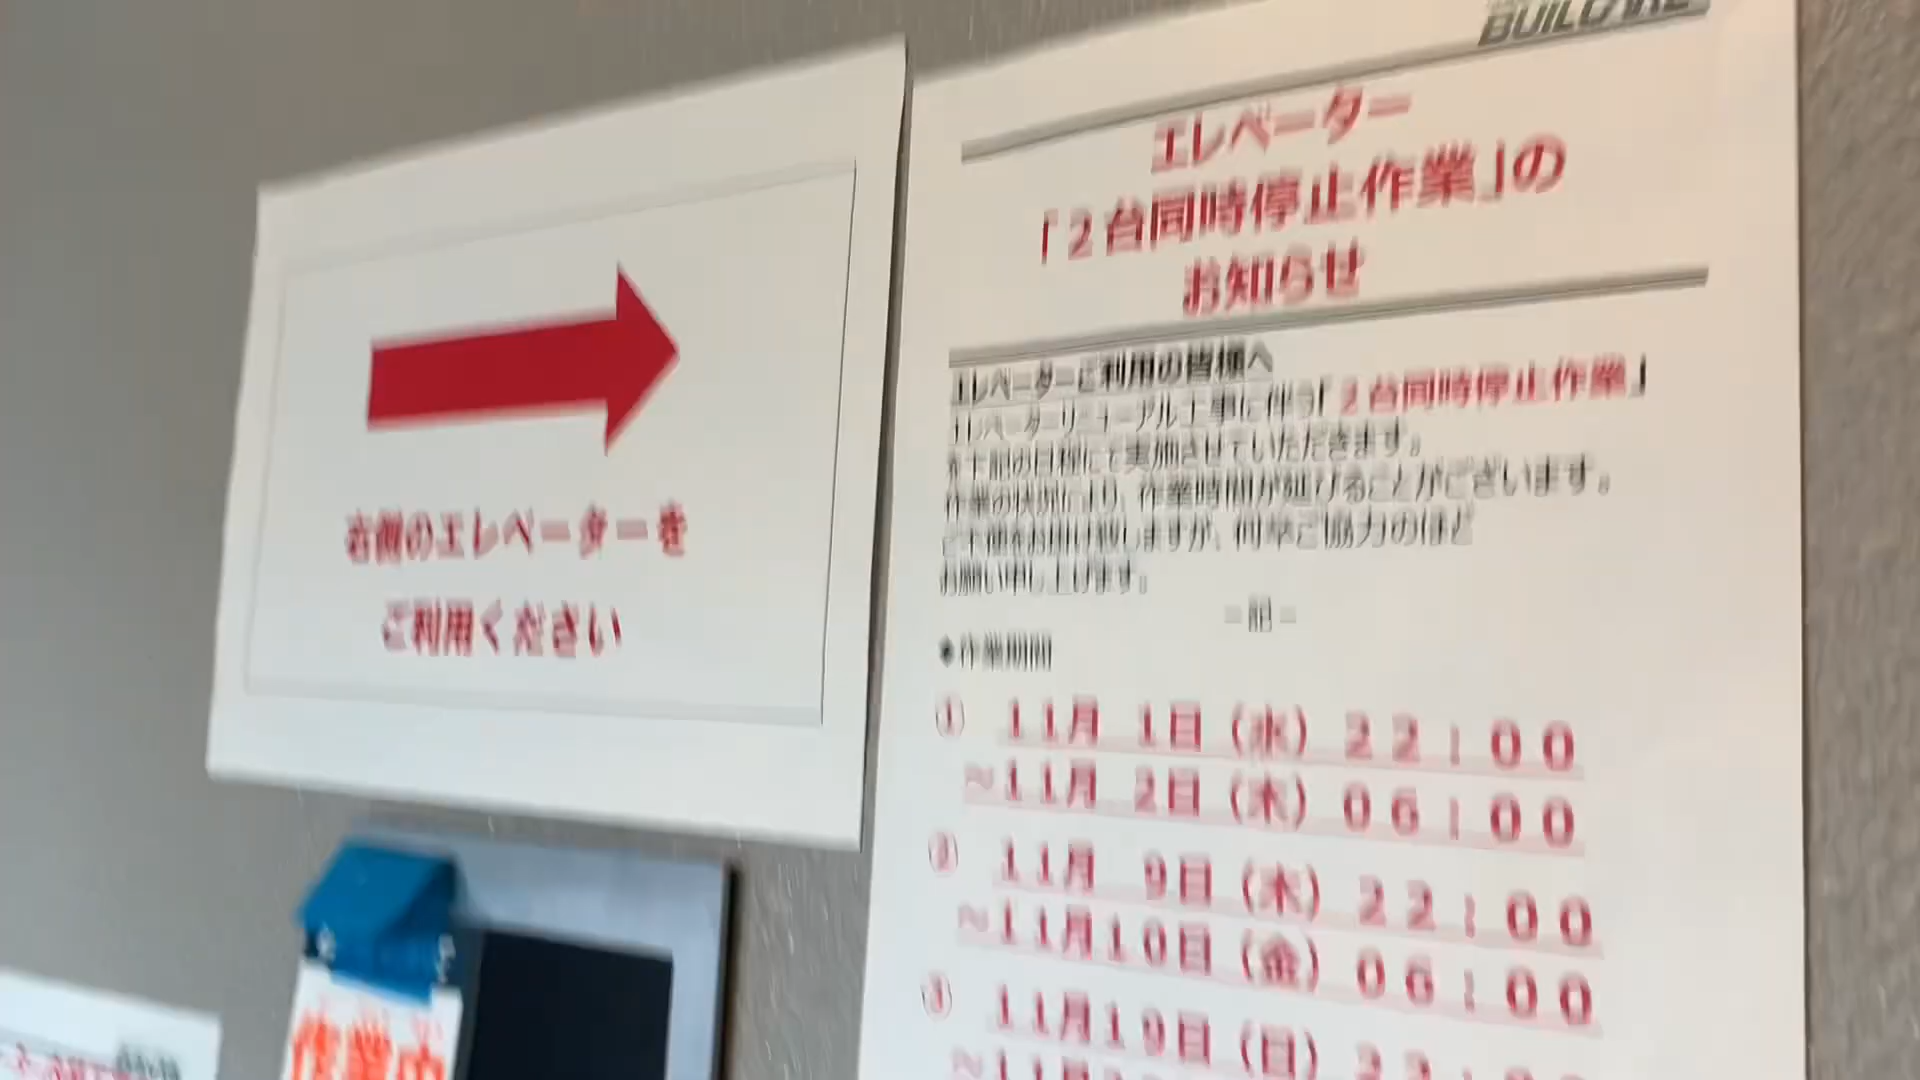 右側のエレベーターを
ご利用ください
エレベーター
「2台同時停止作業」の
お知らせ
エレベーターご利用の皆様へ
エレベーターリニューアル工事に伴う「2台同時停止作業」
を下記の日程にて実施させていただきます。
作業の状況により、作業時間が延びることがございます。
ご不便をお掛け致しますが、何卒ご協力のほど
お願い申し上げます。
-記-
◆作業期間
① 11月 1日(水)22:00
~11月 2日(木)06:00
② 11月 9日(木)22:00
~11月10日(金)06:00
③ 11月19日(日)
作業中